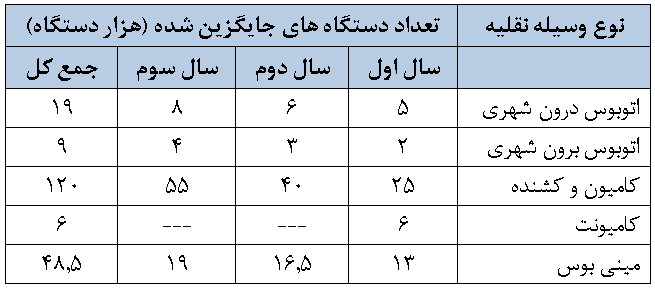 نوع وسیله نقلیه تعداد دستگاه های جایگزین شده (هزار دستگاه)
سال اول سال دوم سال سوم جمع کل
اتوبوس درون شهری ۵ ۶ ۸ ۱۹
اتوبوس برون شهری ۲ ۳ ۴ ۹
کامیون و کشنده ۲۵ ۴۰ ۵۵ ۱۲۰
کامیونت ۶ --- --- ۶
مینی بوس ۱۳ ۱۶,۵ ۱۹ ۴۸,۵